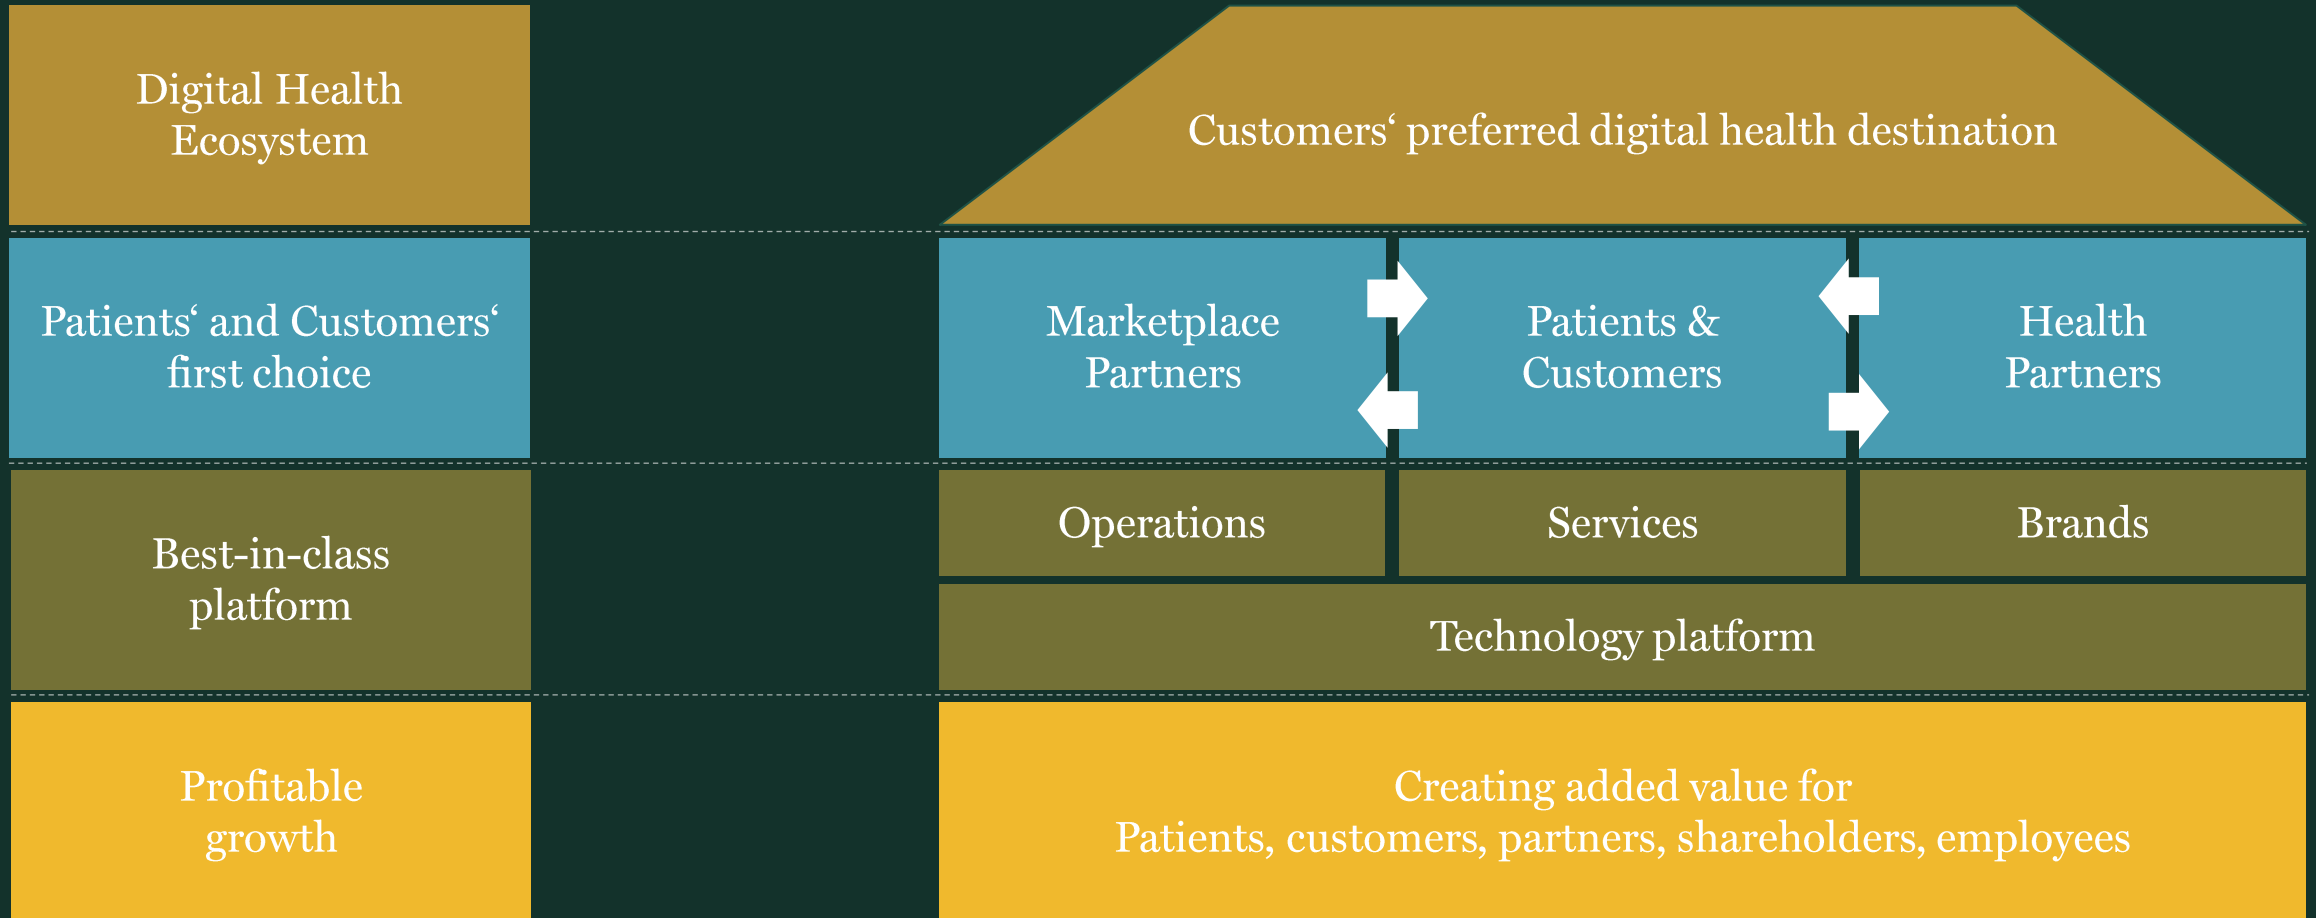 Digital Health
Ecosystem
Customers‘ preferred digital health destination
Patients‘ and Customers‘
first choice
Marketplace
Partners
Patients &
Customers
Health
Partners
Best-in-class
platform
Operations
Services
Brands
Technology platform
Profitable
growth
Creating added value for
Patients, customers, partners, shareholders, employees